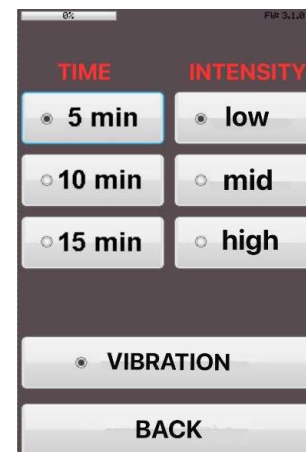 0% FW: 3.1.0
TIME INTENSITY
5 min low
10 min mid
15 min high
VIBRATION
BACK